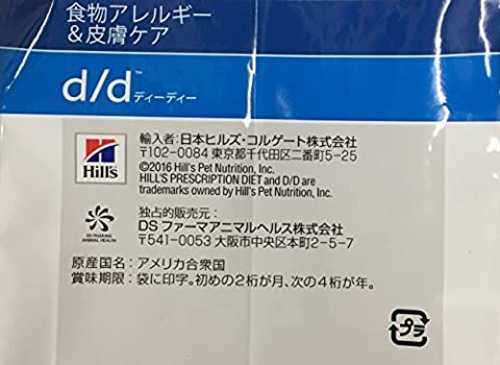 食物アレルギー
&皮膚ケア
d/d™ ディーディー
Hill's
輸入者:日本ヒルズ・コルゲート株式会社
〒102-0084 東京都千代田区二番町5-25
©2016 Hill's Pet Nutrition, Inc.
HILL'S PRESCRIPTION DIET and D/D are
trademarks owned by Hill's Pet Nutrition, Inc.
DS PHARMA
ANIMAL HEALTH
独占的販売元:
DS ファーマアニマルヘルス株式会社
〒541-0053 大阪市中央区本町2-5-7
原産国名:アメリカ合衆国
賞味期限:袋に印字。初めの2桁が月、次の4桁が年。
プラ